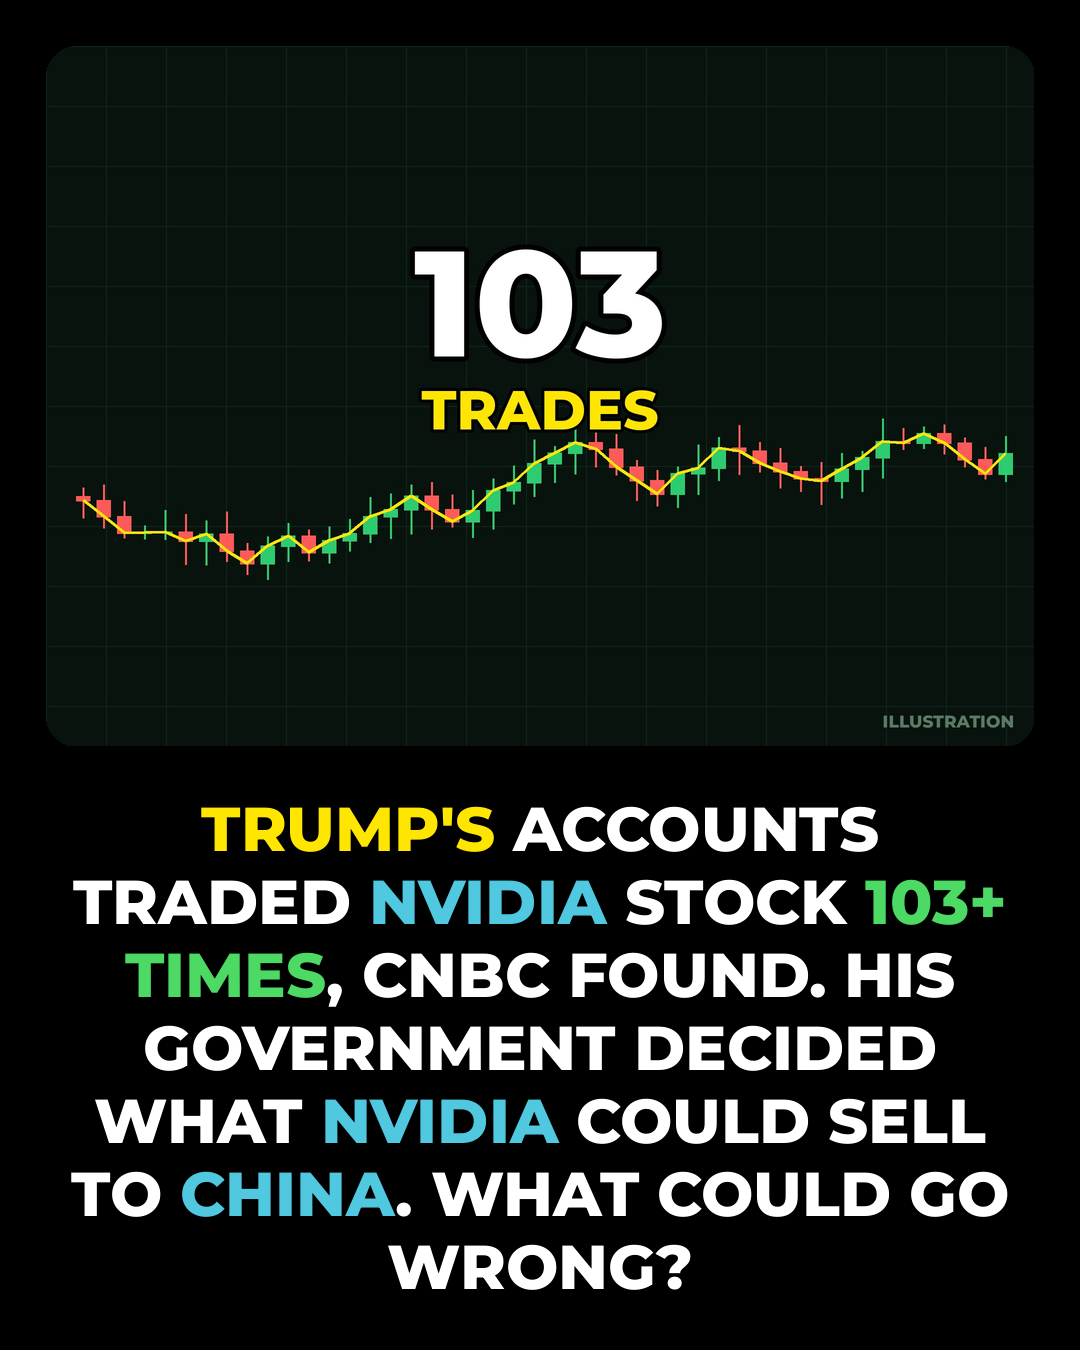 103
TRADES
ILLUSTRATION
TRUMP'S ACCOUNTS
TRADED NVIDIA STOCK 103+
TIMES, CNBC FOUND. HIS
GOVERNMENT DECIDED
WHAT NVIDIA COULD SELL
TO CHINA. WHAT COULD GO
WRONG?